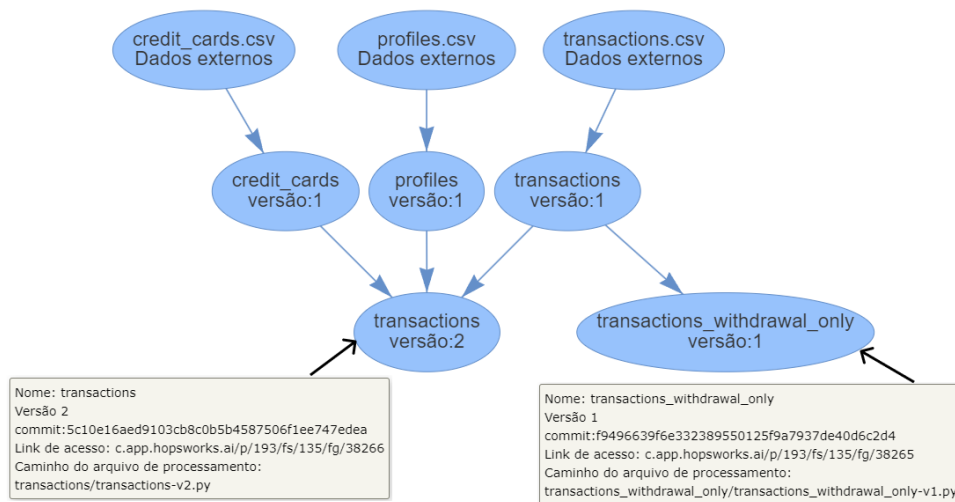 credit_cards.csv
Dados externos
profiles.csv
Dados externos
transactions.csv
Dados externos
credit_cards
versão:1
profiles
versão:1
transactions
versão:1
transactions
versão:2
transactions_withdrawal_only
versão:1
Nome: transactions
Versão 2
commit:5c10e16aed9103cb8c0b5b4587506f1ee747edea
Link de acesso: c.app.hopsworks.ai/p/193/fs/135/fg/38266
Caminho do arquivo de processamento:
transactions/transactions-v2.py
Nome: transactions_withdrawal_only
Versão 1
commit:f9496639f6e332389550125f9a7937de40d6c2d4
Link de acesso: c.app.hopsworks.ai/p/193/fs/135/fg/38265
Caminho do arquivo de processamento:
transactions_withdrawal_only/transactions_withdrawal_only-v1.py